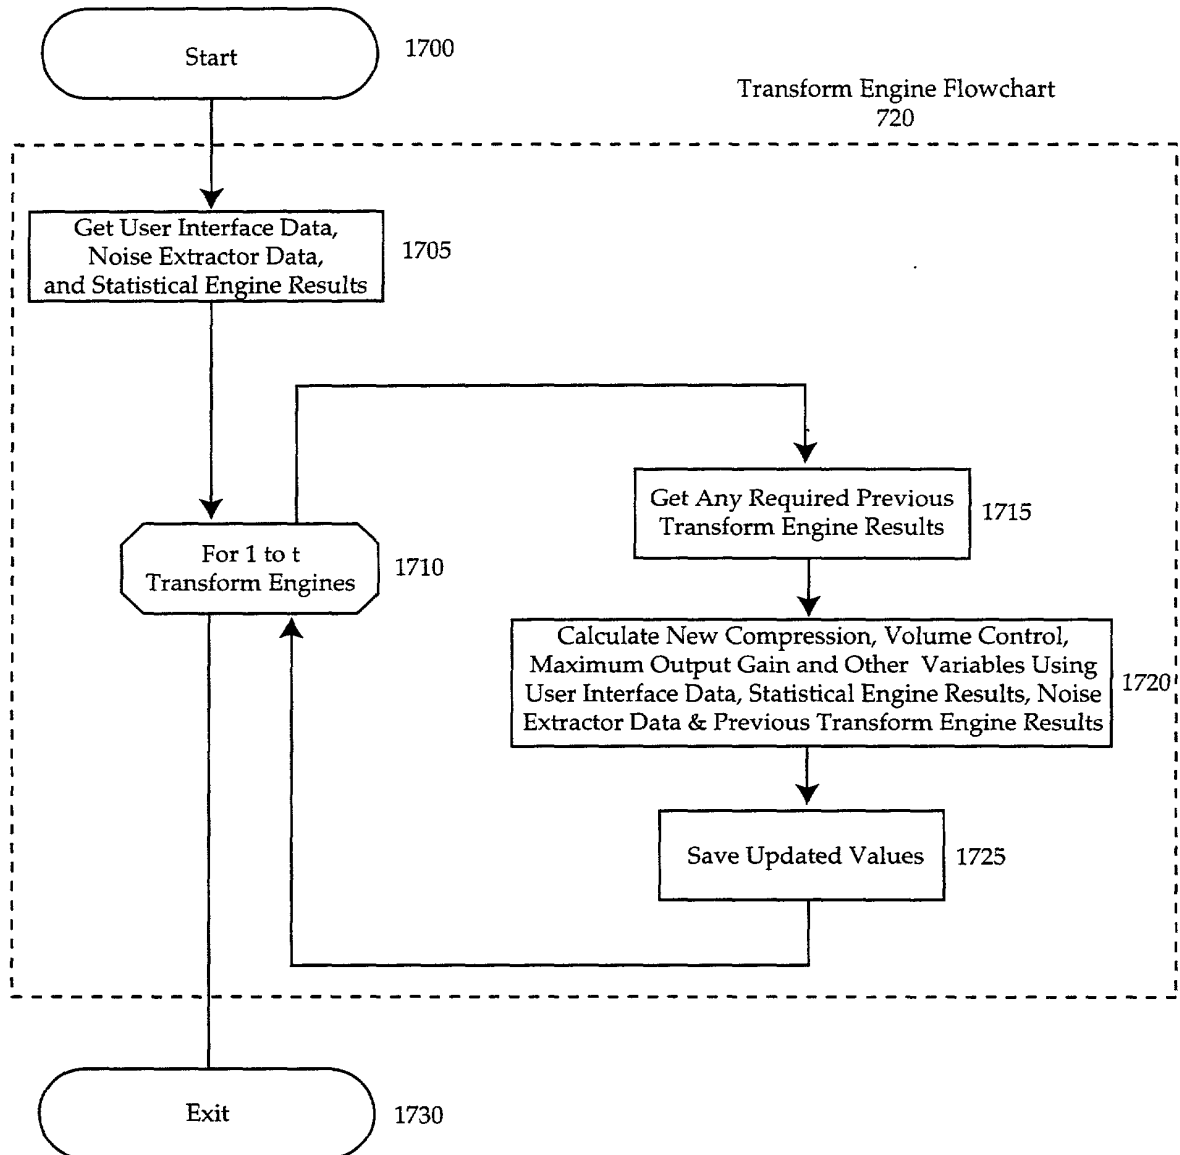 Start
1700
Transform Engine Flowchart
720
Get User Interface Data,
Noise Extractor Data,
and Statistical Engine Results
1705
For 1 to t
Transform Engines
1710
Get Any Required Previous
Transform Engine Results
1715
Calculate New Compression, Volume Control,
Maximum Output Gain and Other Variables Using
User Interface Data, Statistical Engine Results, Noise
Extractor Data & Previous Transform Engine Results
1720
Save Updated Values
1725
Exit
1730